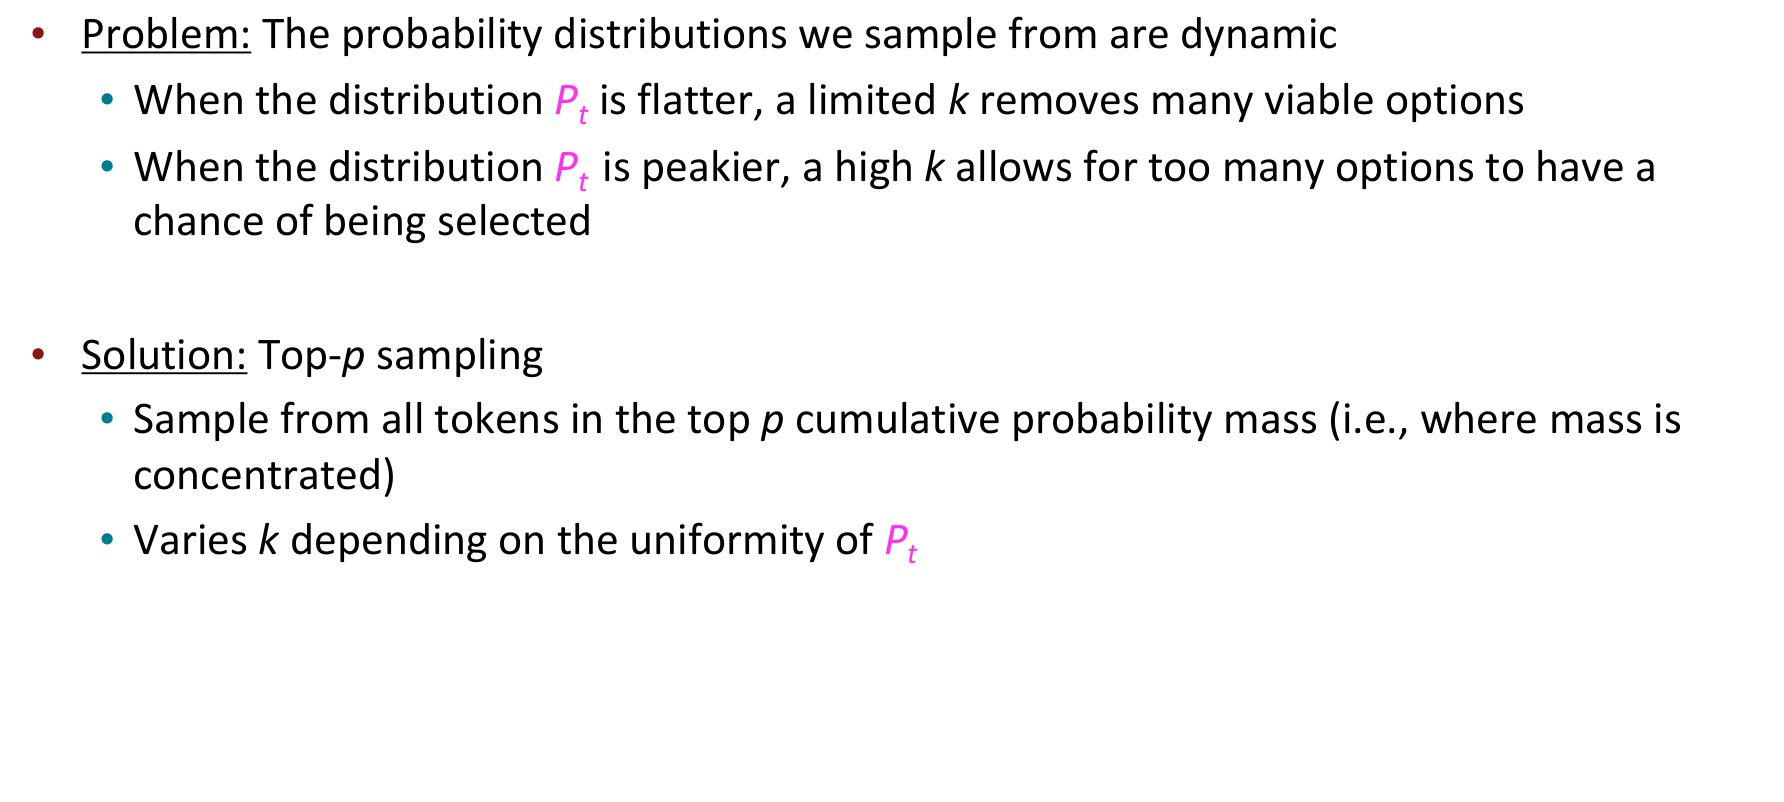 • Problem: The probability distributions we sample from are dynamic
• When the distribution Pt is flatter, a limited k removes many viable options
• When the distribution Pt is peakier, a high k allows for too many options to have a
chance of being selected
• Solution: Top-p sampling
• Sample from all tokens in the top p cumulative probability mass (i.e., where mass is
concentrated)
• Varies k depending on the uniformity of Pt